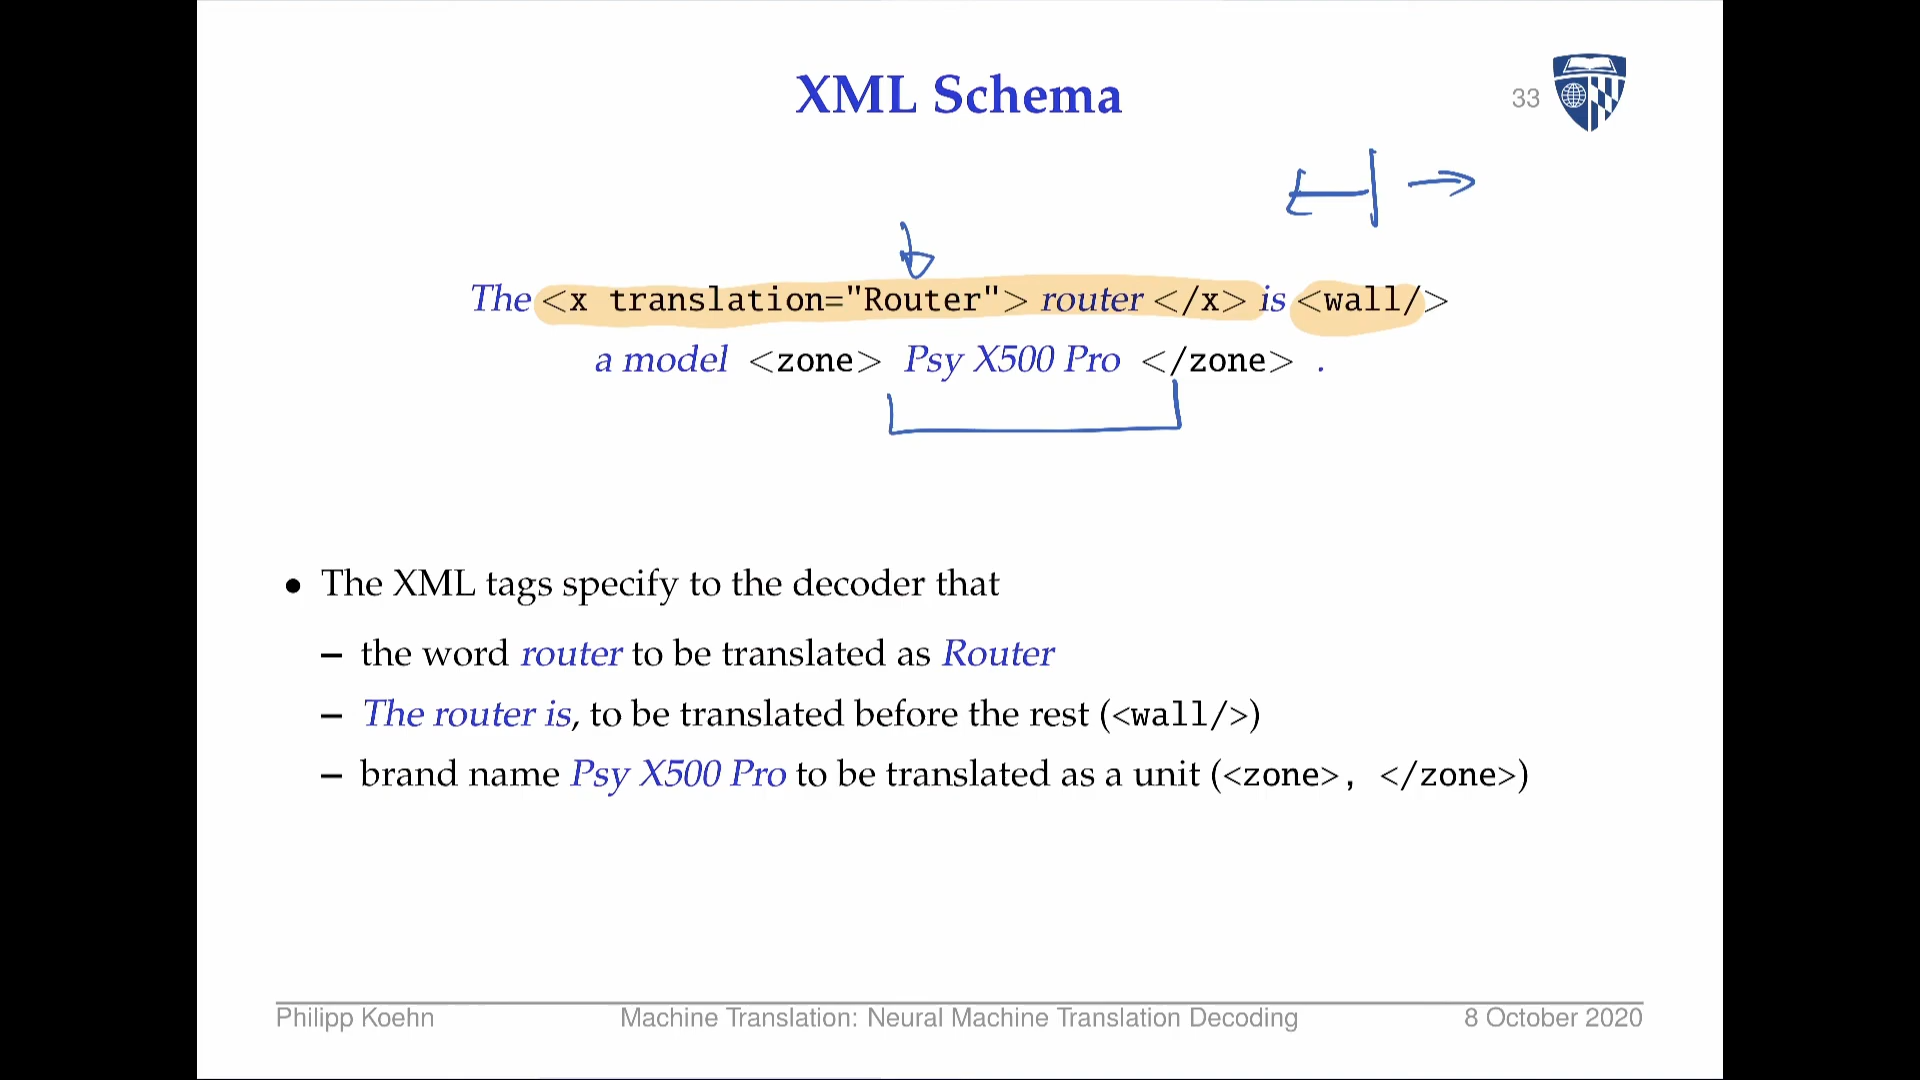 XML Schema
33
The <x translation="Router"> router </x> is <wall/>
a model <zone> Psy X500 Pro </zone> .
• The XML tags specify to the decoder that
– the word router to be translated as Router
– The router is, to be translated before the rest (<wall/>)
– brand name Psy X500 Pro to be translated as a unit (<zone>, </zone>)
Philipp Koehn Machine Translation: Neural Machine Translation Decoding 8 October 2020